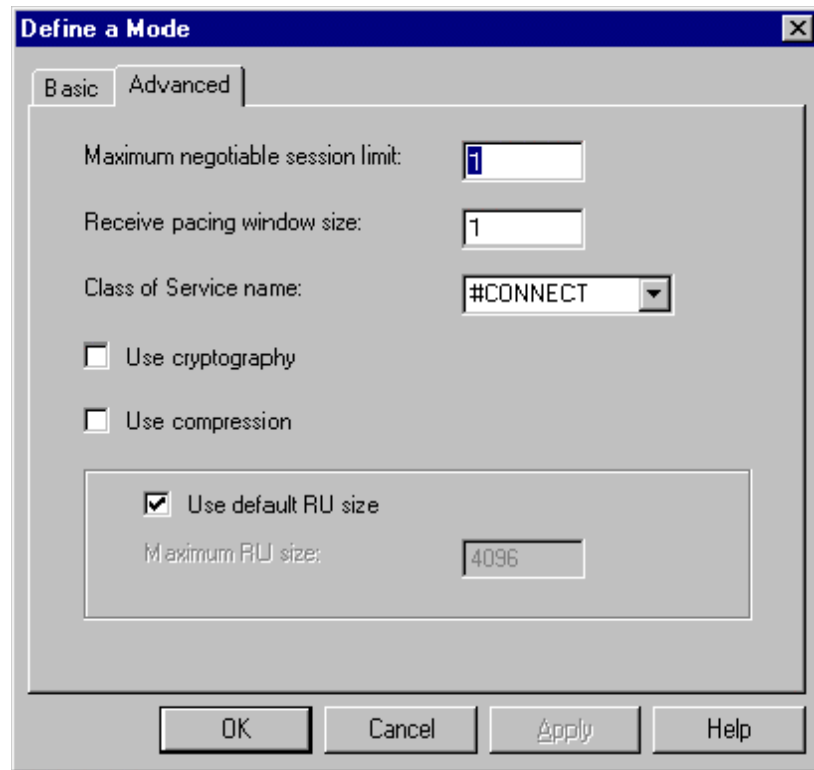 Define a Mode
Basic Advanced
Maximum negotiable session limit: 1
Receive pacing window size: 1
Class of Service name: #CONNECT
Use cryptography
Use compression
Use default RU size
Maximum RU size: 4096
OK Cancel Apply Help